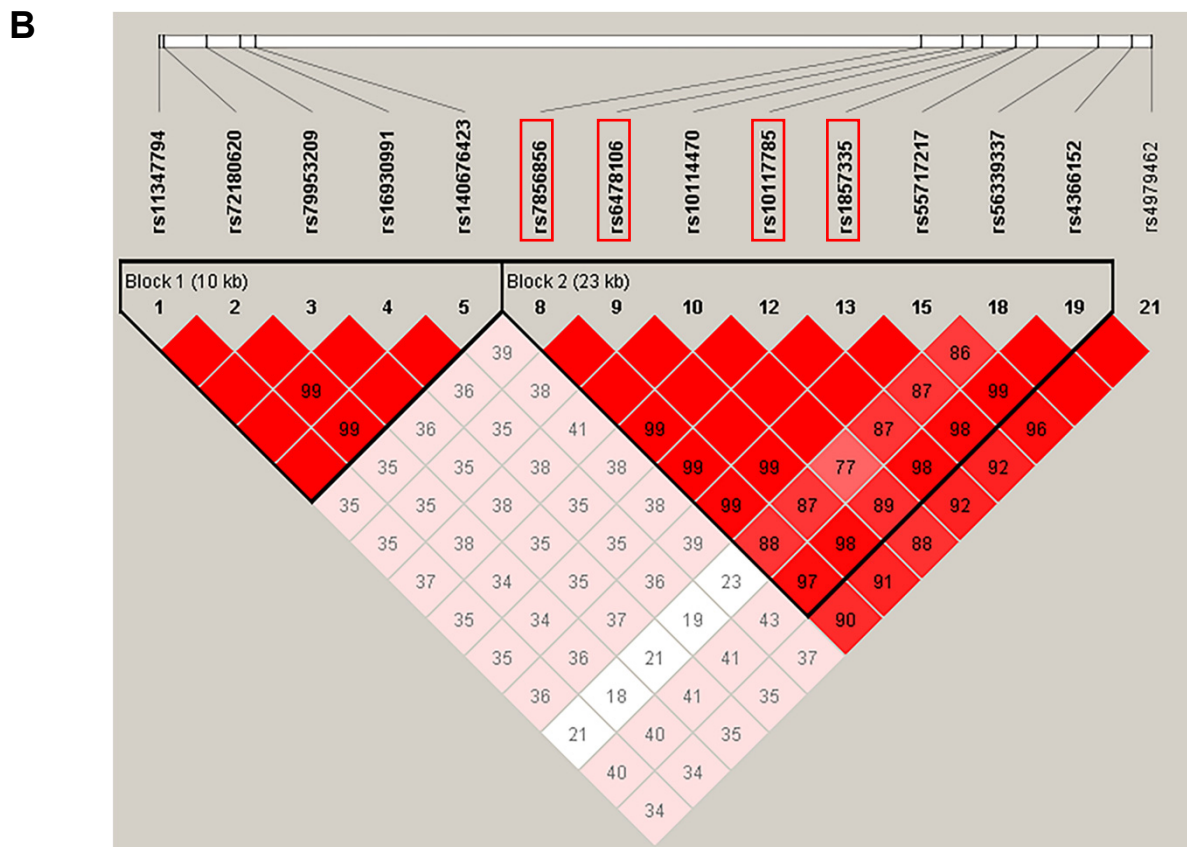 B
rs11347794
rs72180620
rs79953209
rs16930991
rs140676423
rs7856856
rs6478106
rs10114470
rs10117785
rs1857335
rs55717217
rs56339337
rs4366152
rs4979462
Block 1 (10 kb) Block 2 (23 kb)
1 2 3 4 5 8 9 10 12 13 15 18 19 21
39 86
99 36 38 87 99
99 36 35 41 99 87 98 96
35 35 38 38 99 99 77 98 92
35 35 38 35 38 99 87 89 92
35 38 35 35 39 88 98 88
37 34 35 36 23 97 91
35 34 37 19 43 90
35 36 21 41 37
36 18 41 35
21 40 35
40 34
34